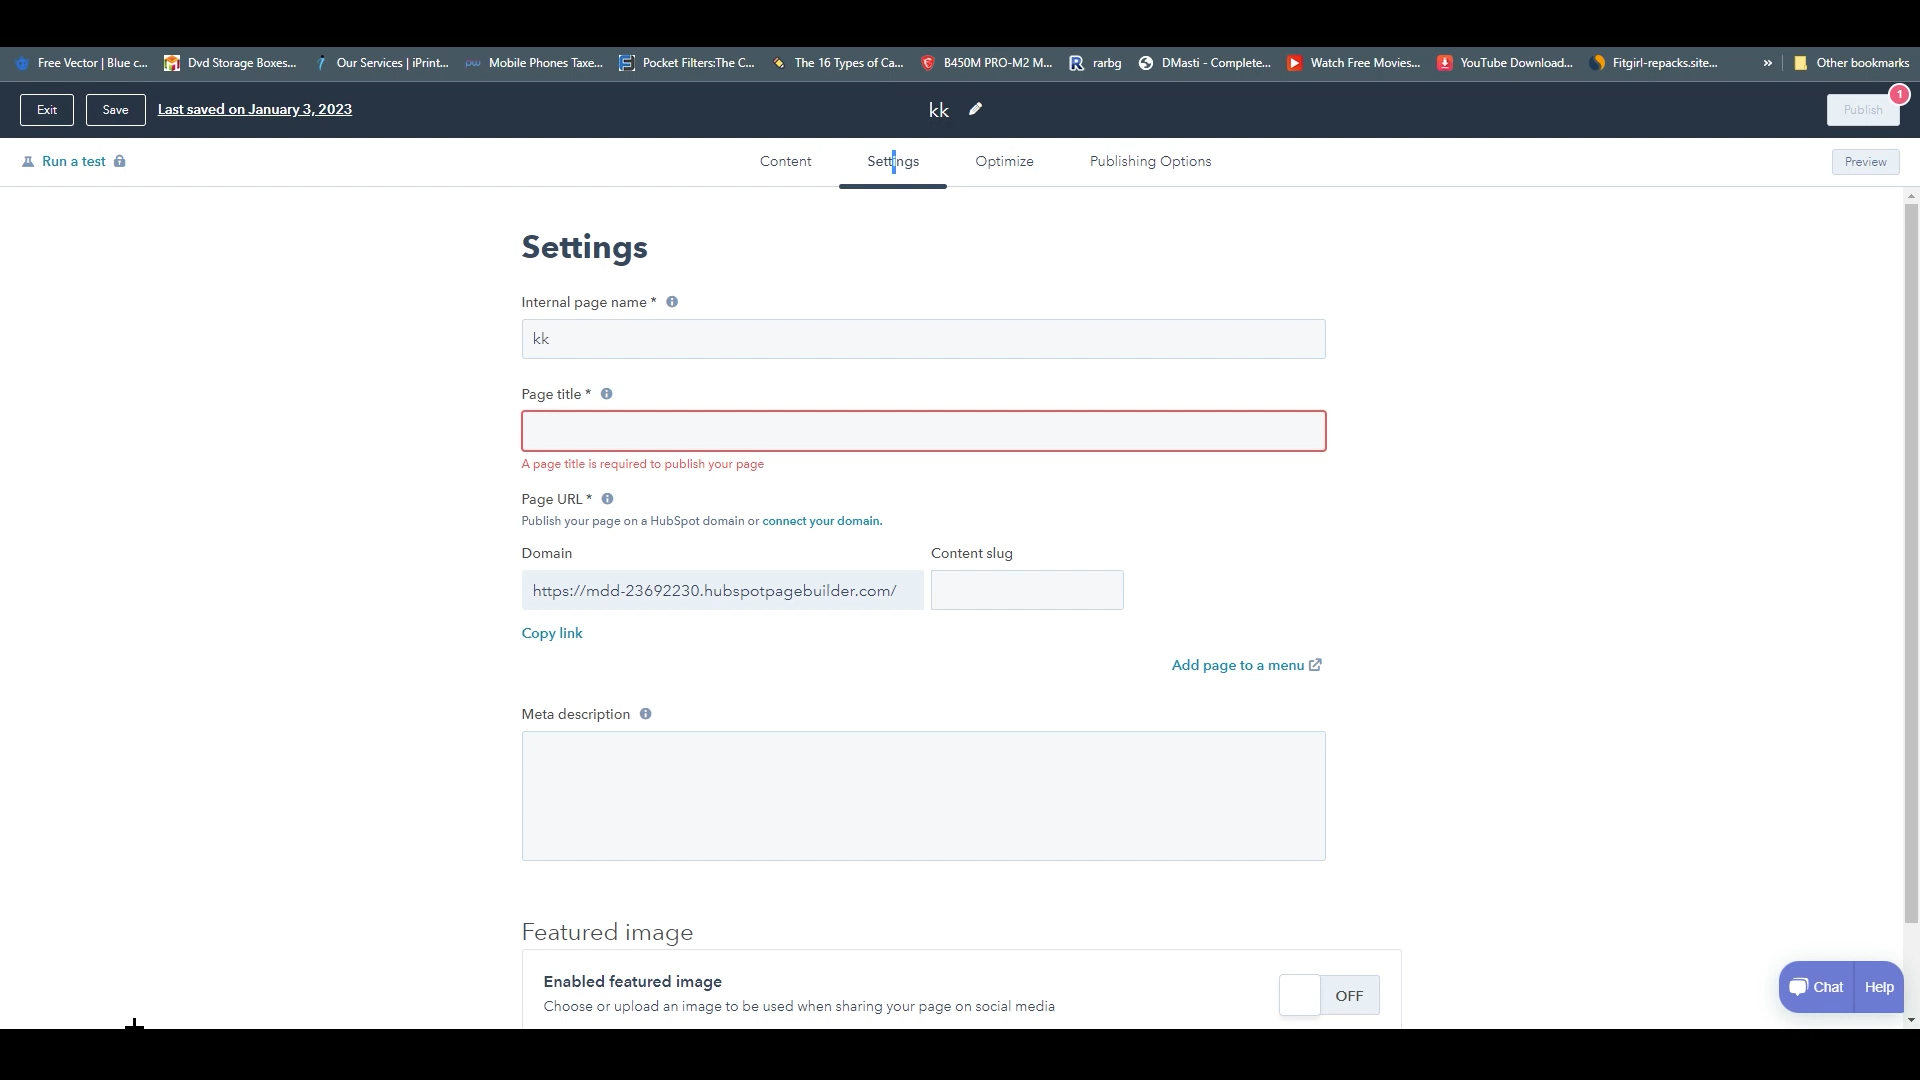 Free Vector | Blue c... Dvd Storage Boxes... Our Services | iPrint... Mobile Phones Taxe... Pocket Filters:The C... The 16 Types of Ca... B450M PRO-M2 M... rarbg DMasti - Complete... Watch Free Movies... YouTube Download... Fitgirl-repacks.site... » Other bookmarks
Exit Save Last saved on January 3, 2023 kk Publish 1
Run a test Content Settings Optimize Publishing Options Preview
Settings
Internal page name *
kk
Page title *
A page title is required to publish your page
Page URL *
Publish your page on a HubSpot domain or connect your domain.
Domain Content slug
https://mdd-23692230.hubspotpagebuilder.com/
Copy link
Add page to a menu
Meta description
Featured image
Enabled featured image
Choose or upload an image to be used when sharing your page on social media
OFF
Chat Help